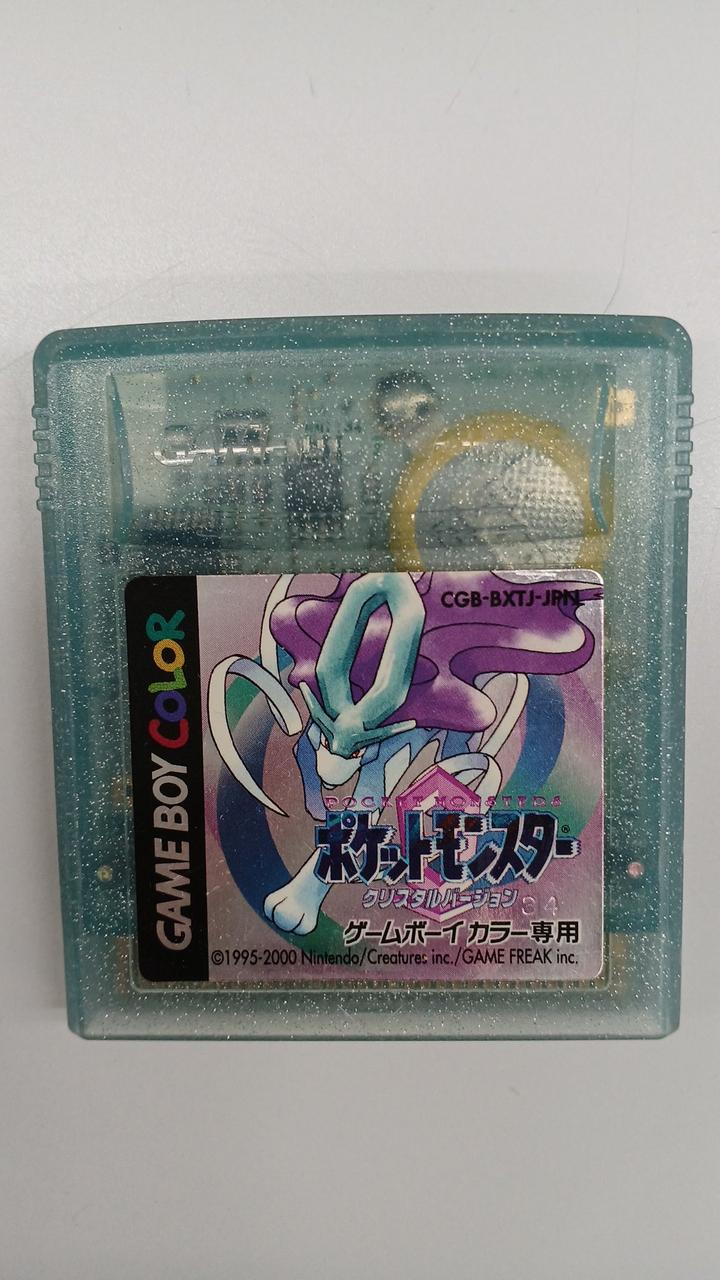 GAME BOY COLOR
CGB-BXTJ-JPN
POCKET MONSTERS
ポケットモンスター®
クリスタルバージョン
04
ゲームボーイカラー専用
©1995-2000 Nintendo/Creatures inc./GAME FREAK inc.